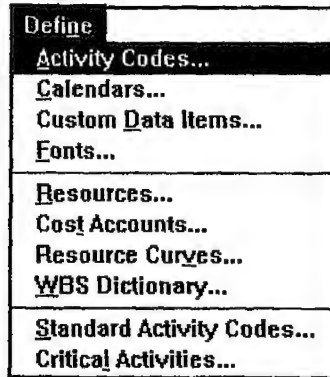 Define
Activity Codes...
Calendars...
Custom Data Items...
Fonts...
Resources...
Cost Accounts...
Resource Curves...
WBS Dictionary...
Standard Activity Codes...
Critical Activities...